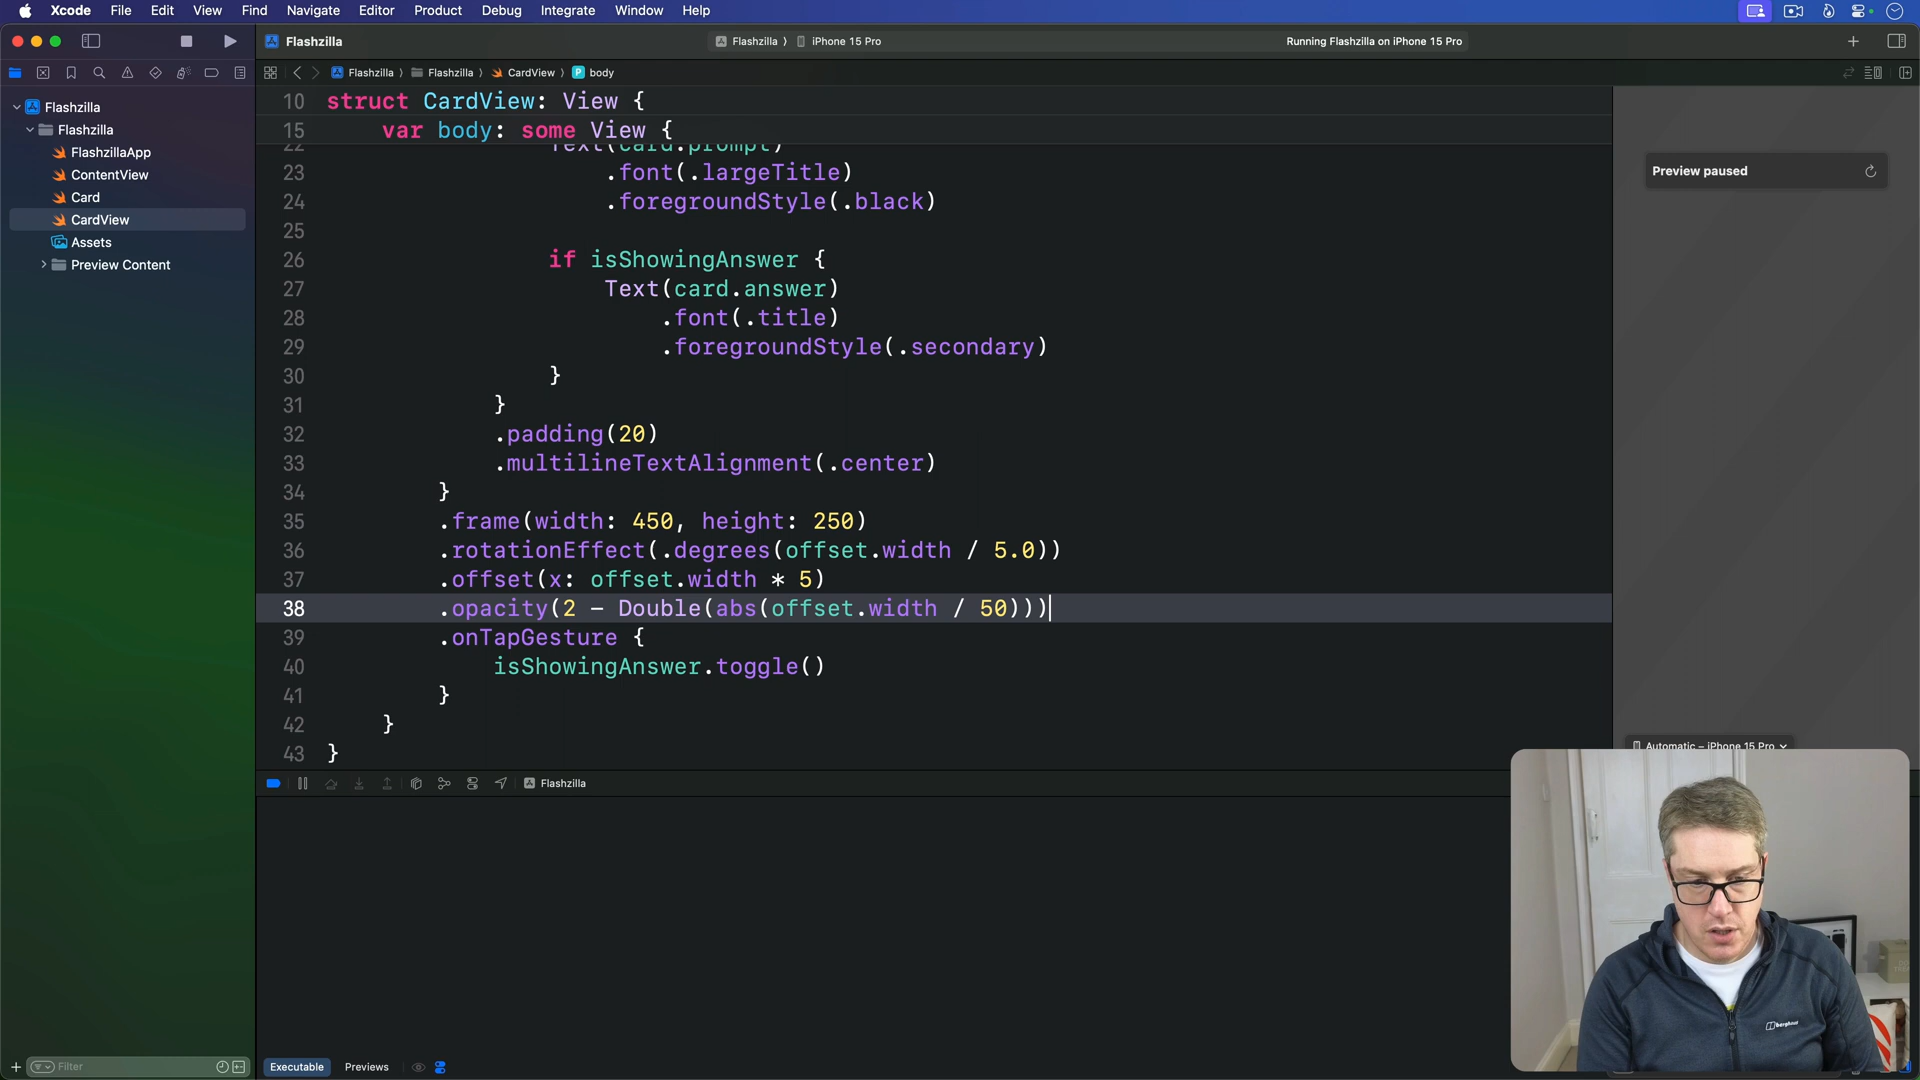 Xcode File Edit View Find Navigate Editor Product Debug Integrate Window Help
Flashzilla
Flashzilla
iPhone 15 Pro
Running Flashzilla on iPhone 15 Pro
Flashzilla
Flashzilla
CardView
P body
Flashzilla
Flashzilla
FlashzillaApp
ContentView
Card
CardView
Assets
Preview Content
10 struct CardView: View {
15 var body: some View {
22 Text(card.prompt)
23 .font(.largeTitle)
24 .foregroundStyle(.black)
25
26 if isShowingAnswer {
27 Text(card.answer)
28 .font(.title)
29 .foregroundStyle(.secondary)
30 }
31 }
32 .padding(20)
33 .multilineTextAlignment(.center)
34 }
35 .frame(width: 450, height: 250)
36 .rotationEffect(.degrees(offset.width / 5.0))
37 .offset(x: offset.width * 5)
38 .opacity(2 - Double(abs(offset.width / 50)))
39 .onTapGesture {
40 isShowingAnswer.toggle()
41 }
42 }
43 }
Preview paused
Automatic – iPhone 15 Pro
Flashzilla
Filter
Executable
Previews
berghaus